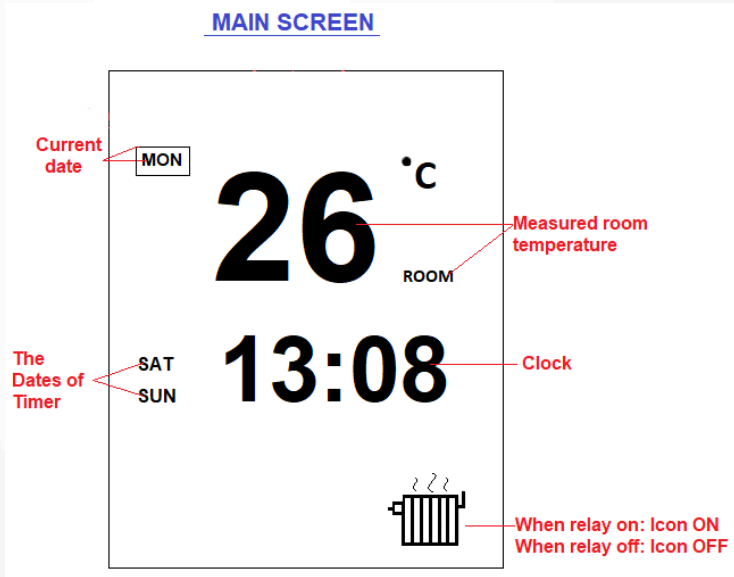 MAIN SCREEN
Current
date
MON
26
°C
ROOM
Measured room
temperature
The
Dates of
Timer
SAT
SUN
13:08
Clock
When relay on: Icon ON
When relay off: Icon OFF